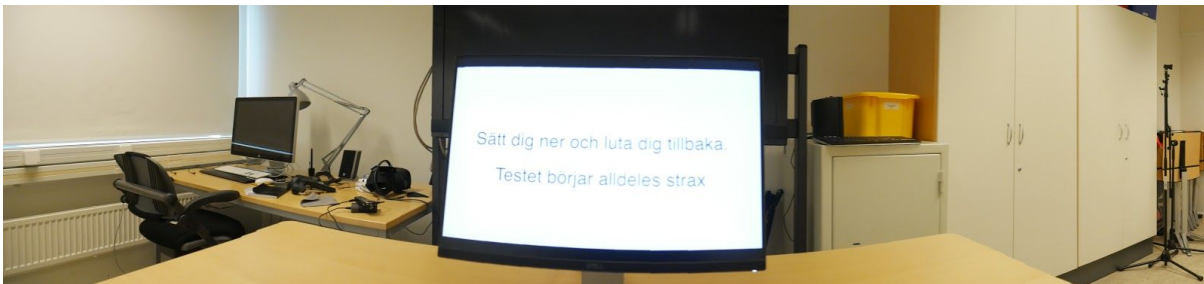 Sätt dig ner och luta dig tillbaka.
Testet börjar alldeles strax